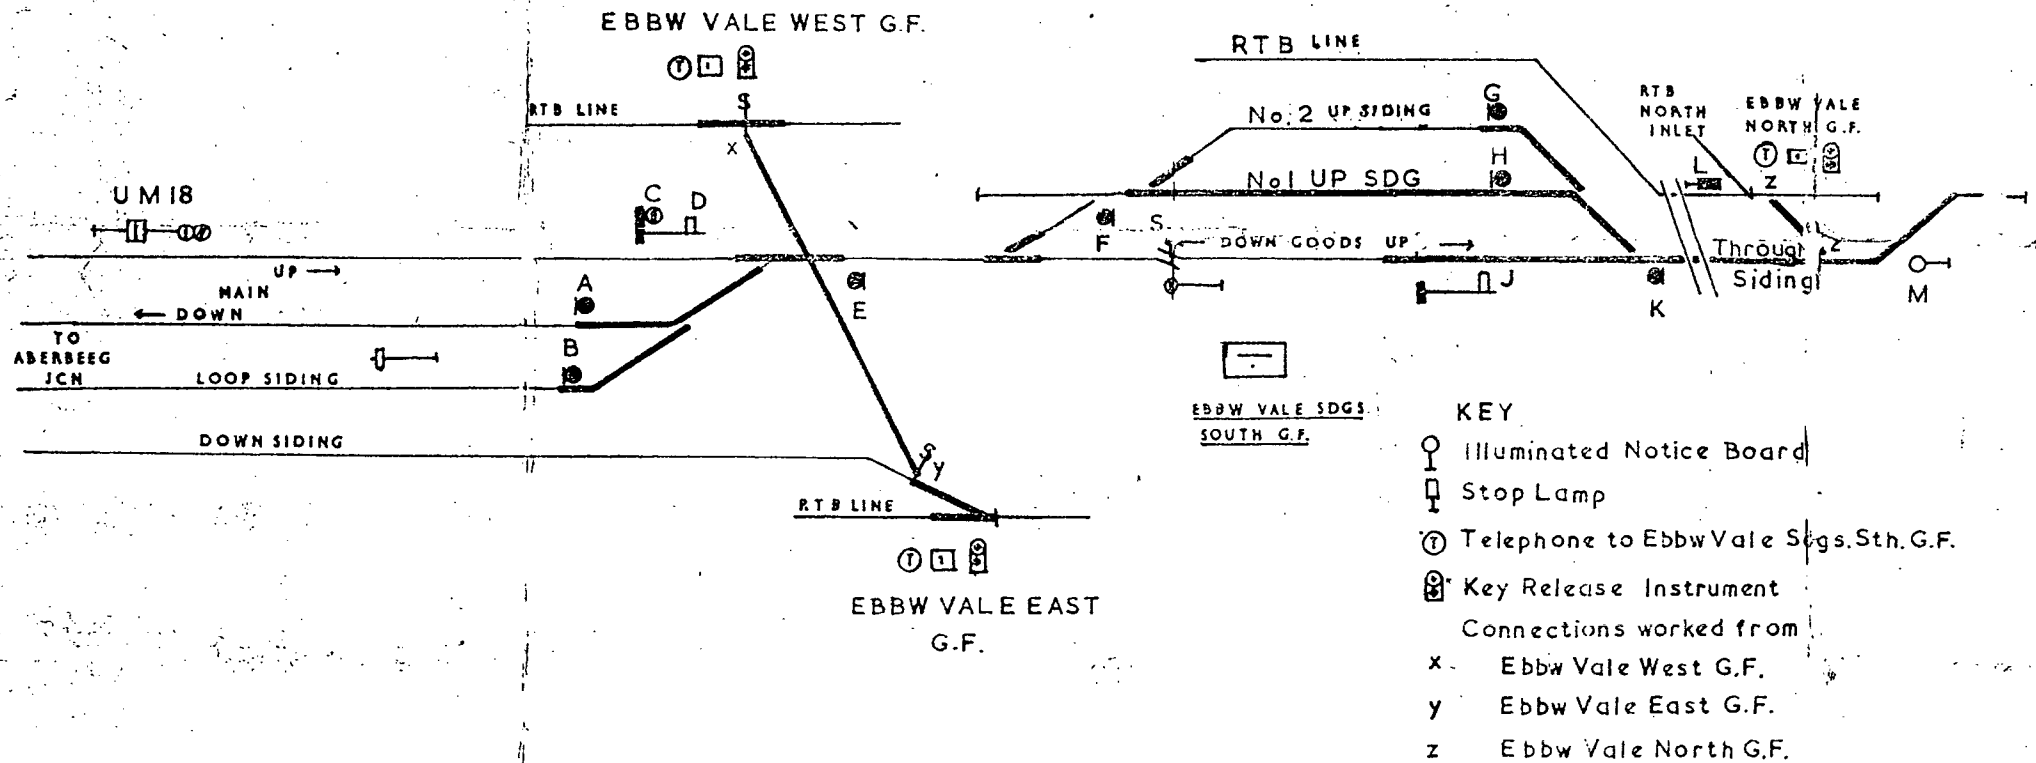 EBBW VALE WEST G.F.
T 1
S
RTB LINE
X
UM18
C
D
UP →
MAIN
← DOWN
A
E
TO
ABERBEEG
JCN
B
LOOP SIDING
DOWN SIDING
S
y
RTB LINE
T 1
EBBW VALE EAST
G.F.
RTB LINE
No. 2 UP SIDING
G
RTB
NORTH
INLET
EBBW VALE
NORTH G.F.
T
H
L
z
No 1 UP SDG
F
S
← DOWN GOODS UP →
Through
Siding
z
J
K
M
EBBW VALE SDGS
SOUTH G.F.
KEY
Illuminated Notice Board
Stop Lamp
T Telephone to Ebbw Vale Sdgs. Sth. G.F.
Key Release Instrument
Connections worked from
x Ebbw Vale West G.F.
y Ebbw Vale East G.F.
z Ebbw Vale North G.F.